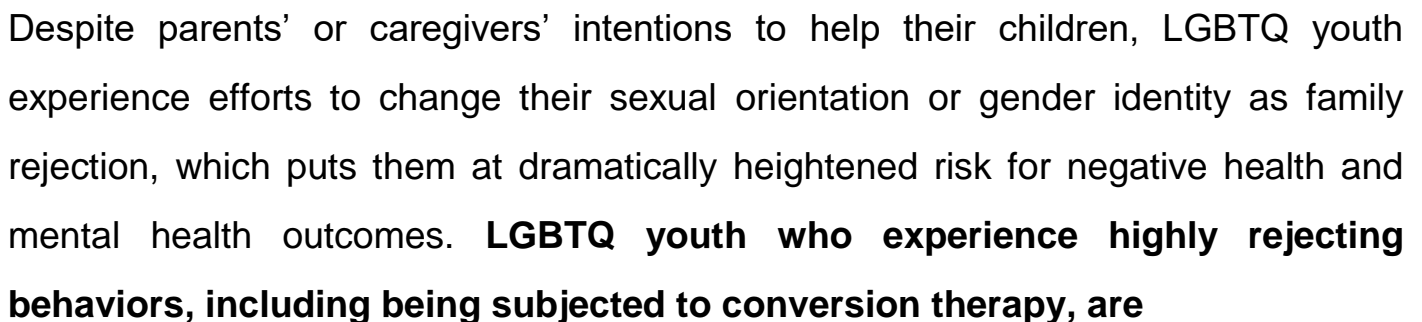 Despite parents’ or caregivers’ intentions to help their children, LGBTQ youth
experience efforts to change their sexual orientation or gender identity as family
rejection, which puts them at dramatically heightened risk for negative health and
mental health outcomes. LGBTQ youth who experience highly rejecting
behaviors, including being subjected to conversion therapy, are